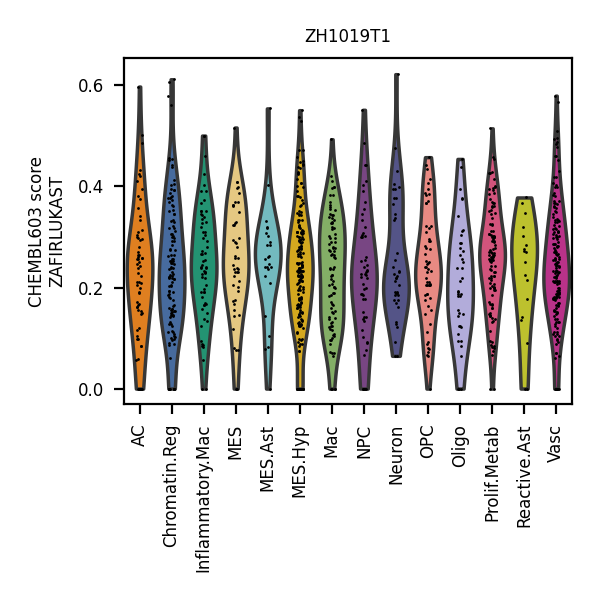 ZH1019T1
CHEMBL603 score
ZAFIRLUKAST
0.6
0.4
0.2
0.0
AC
Chromatin.Reg
Inflammatory.Mac
MES
MES.Ast
MES.Hyp
Mac
NPC
Neuron
OPC
Oligo
Prolif.Metab
Reactive.Ast
Vasc